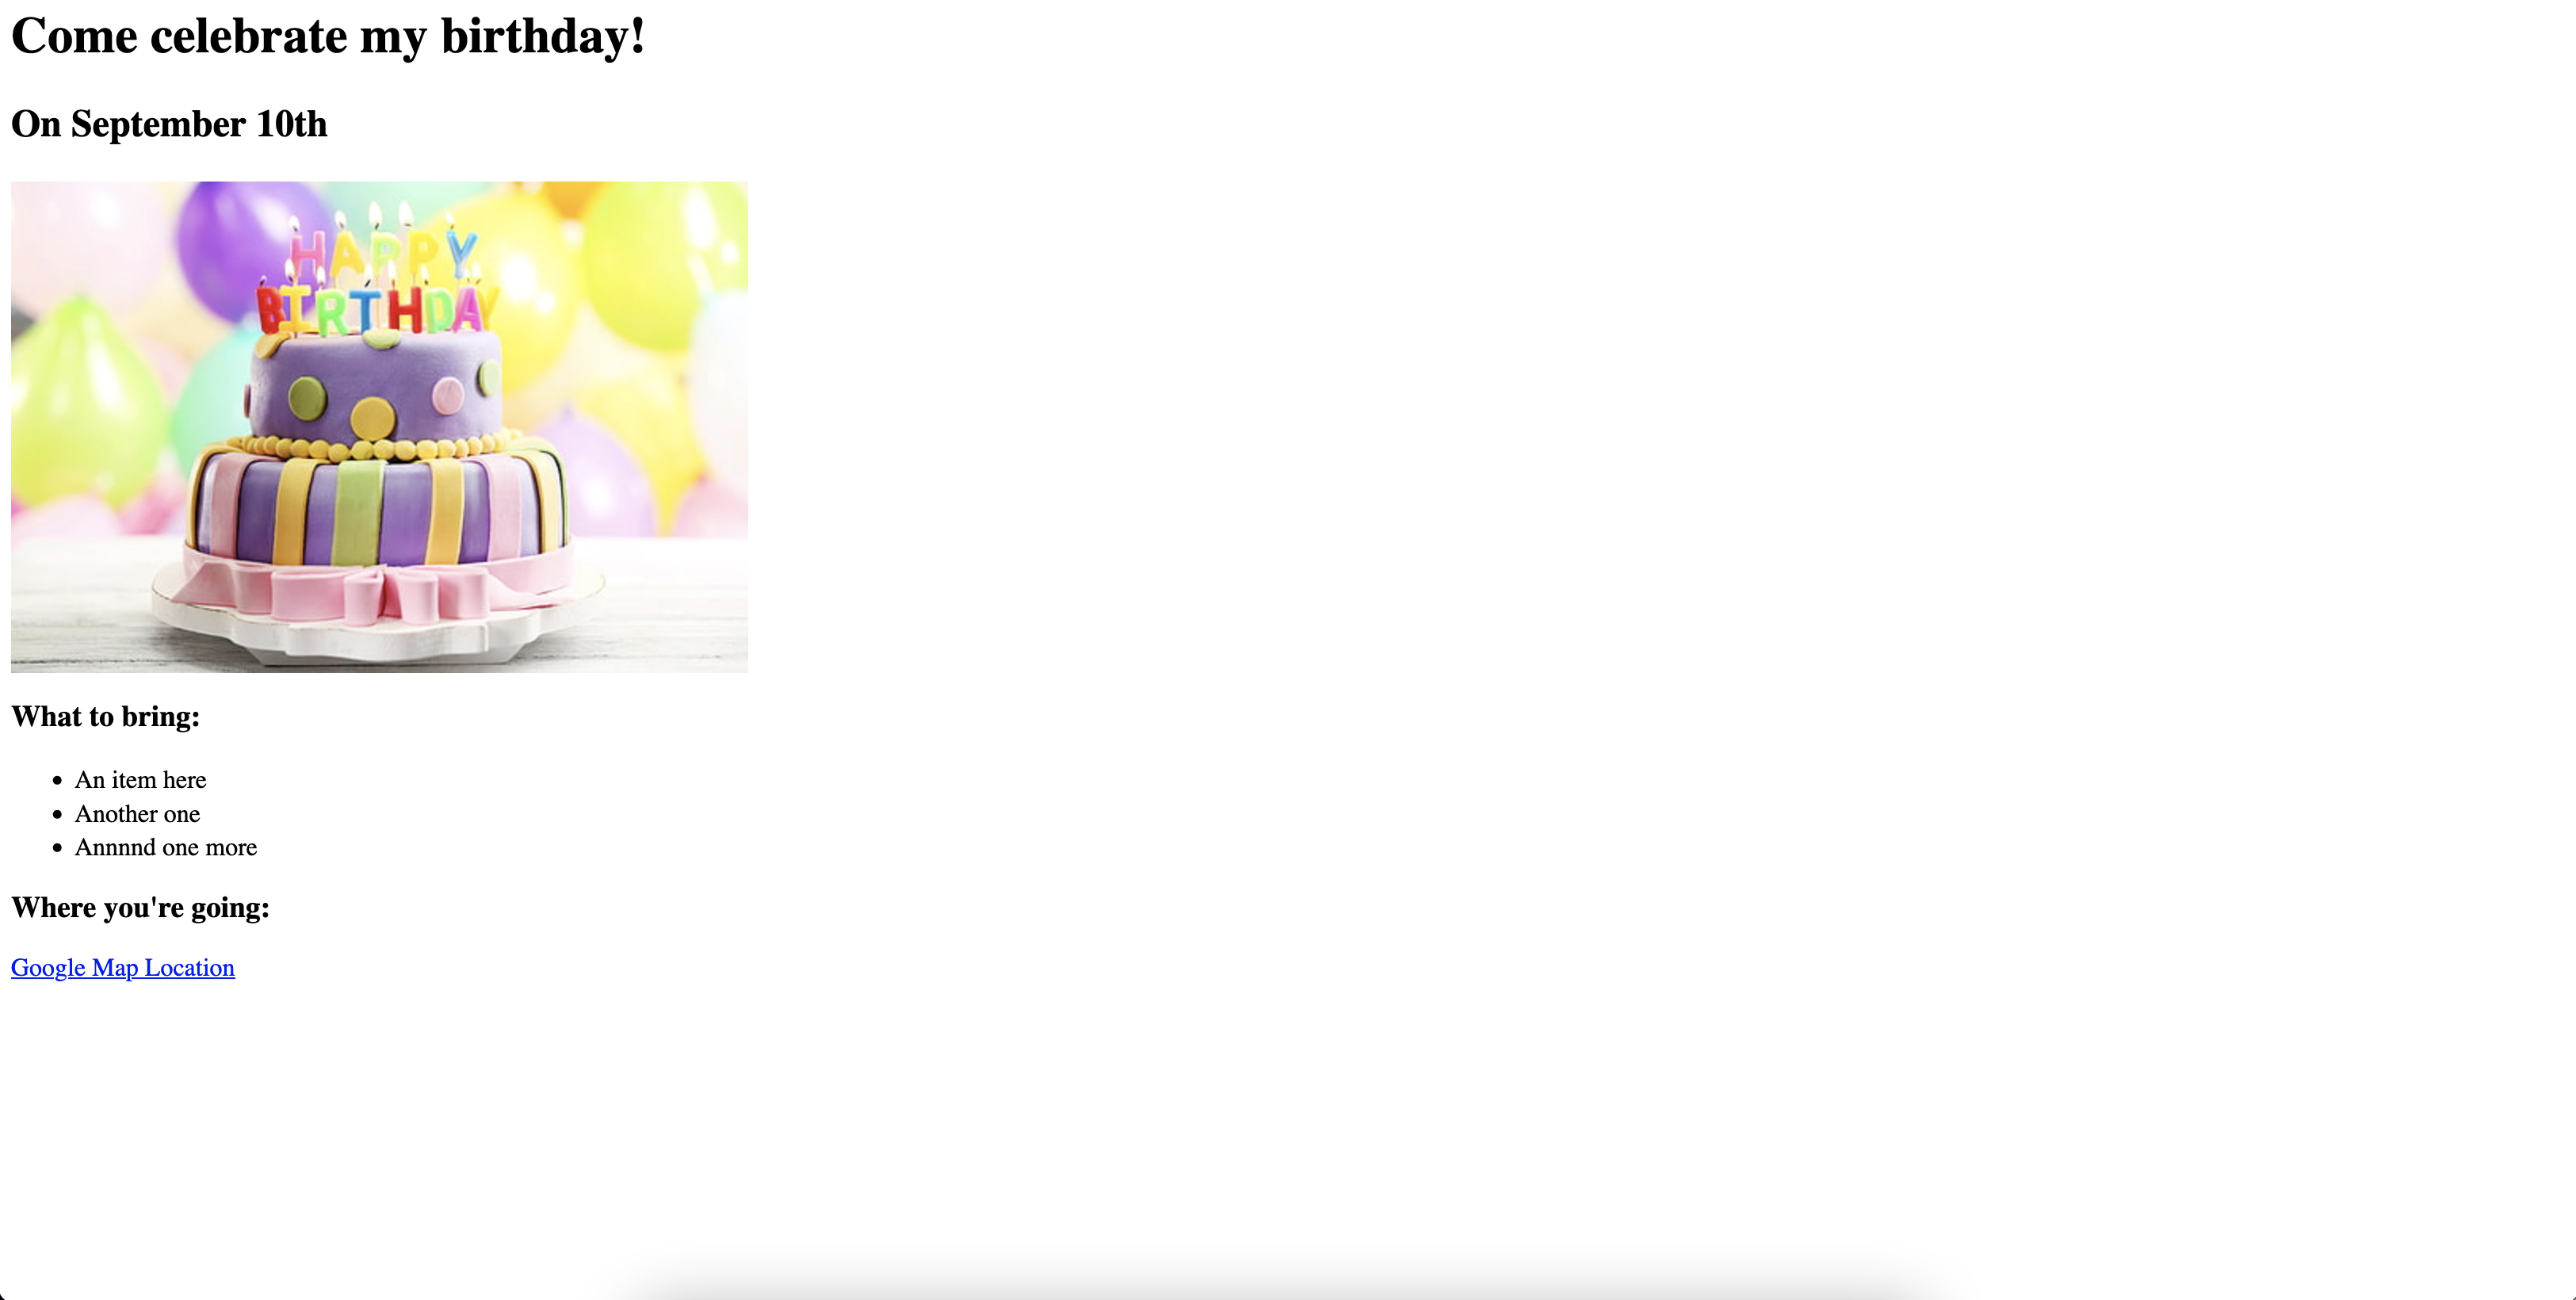 Come celebrate my birthday!
On September 10th
HAPPY
BIRTHDAY
What to bring:
An item here
Another one
Annnnd one more
Where you're going:
Google Map Location